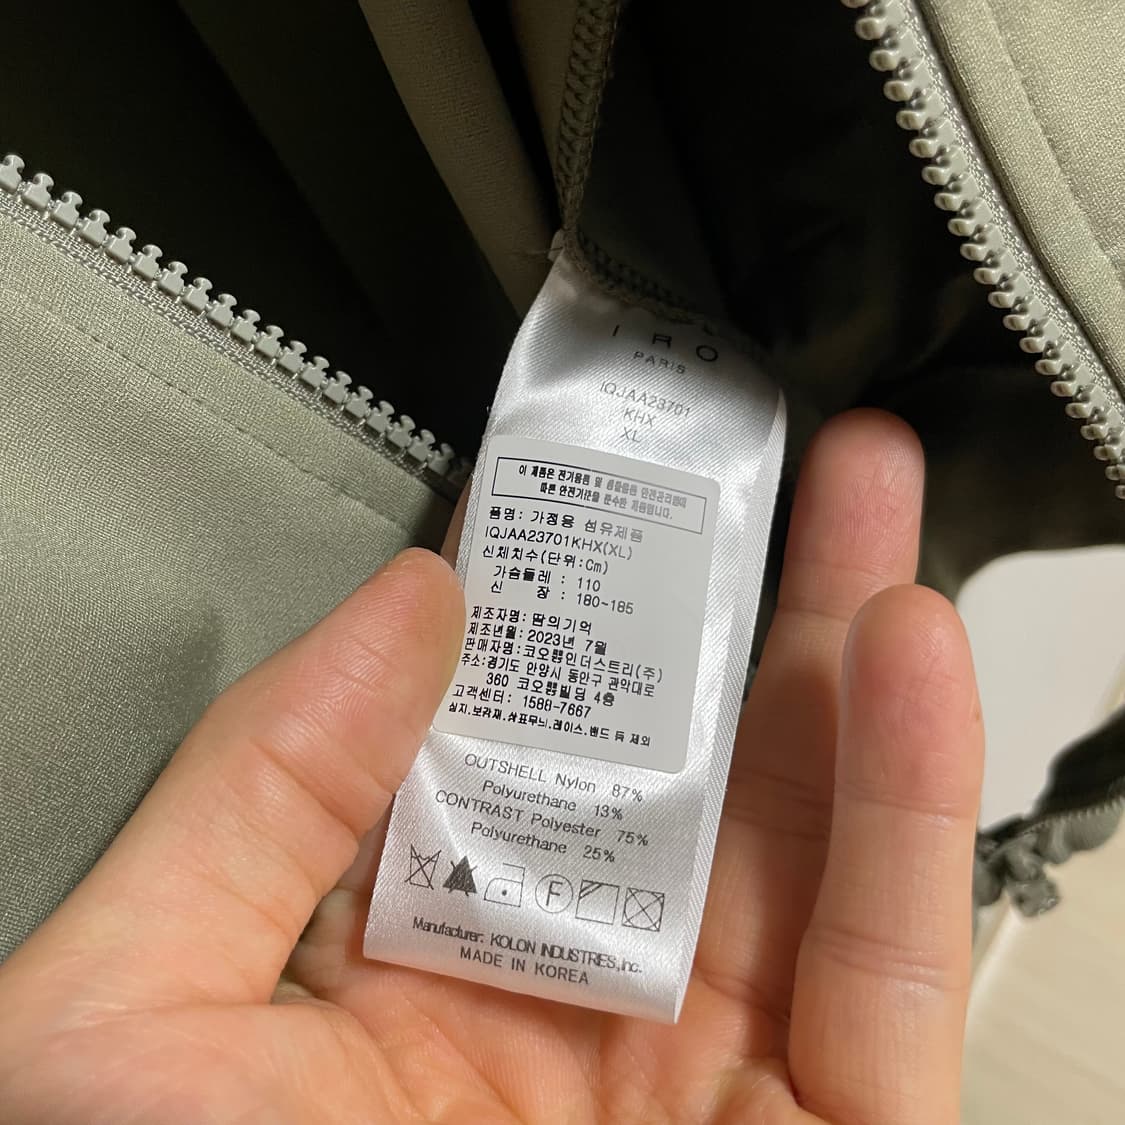 IRO
PARIS
IQJAA23701
KHX
XL
이 제품은 전기용품 및 생활용품 안전관리법에
따른 안전기준을 준수한 제품입니다.
품명: 가정용 섬유제품
IQJAA23701KHX(XL)
신체치수(단위:Cm)
가슴둘레 : 110
신 장 : 180-185
제조자명: 땀의기억
제조년월: 2023년 7월
판매자명: 코오롱인더스트리(주)
주소:경기도 안양시 동안구 관악대로
360 코오롱빌딩 4층
고객센터: 1588-7667
실지.보강재.상표무늬.레이스.밴드 등 제외
OUTSHELL Nylon 87%
Polyurethane 13%
CONTRAST Polyester 75%
Polyurethane 25%
F
Manufacturer: KOLON INDUSTRIES,Inc.
MADE IN KOREA